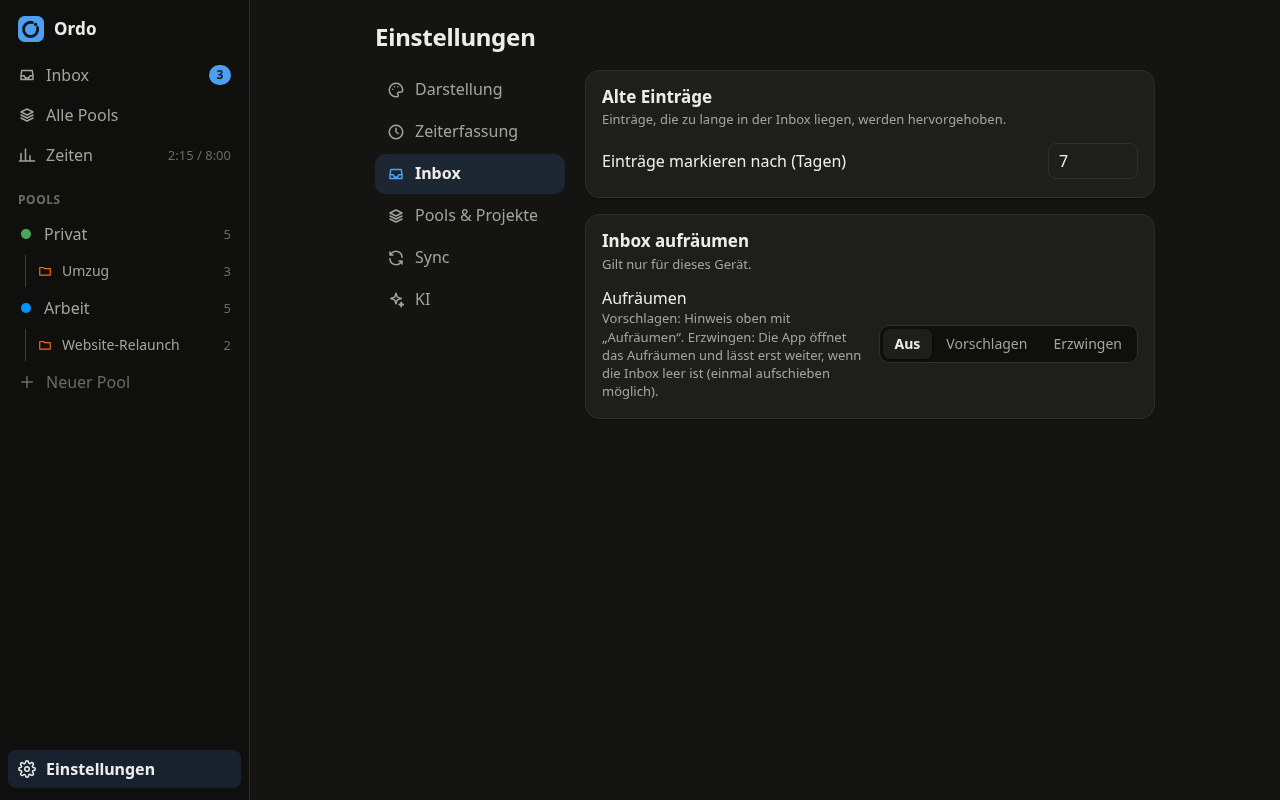 Ordo
Inbox 3
Alle Pools
Zeiten 2:15 / 8:00
POOLS
Privat 5
Umzug 3
Arbeit 5
Website-Relaunch 2
Neuer Pool
Einstellungen
Einstellungen
Darstellung
Zeiterfassung
Inbox
Pools & Projekte
Sync
KI
Alte Einträge
Einträge, die zu lange in der Inbox liegen, werden hervorgehoben.
Einträge markieren nach (Tagen) 7
Inbox aufräumen
Gilt nur für dieses Gerät.
Aufräumen
Vorschlagen: Hinweis oben mit
„Aufräumen“. Erzwingen: Die App öffnet
das Aufräumen und lässt erst weiter, wenn
die Inbox leer ist (einmal aufschieben
möglich).
Aus Vorschlagen Erzwingen